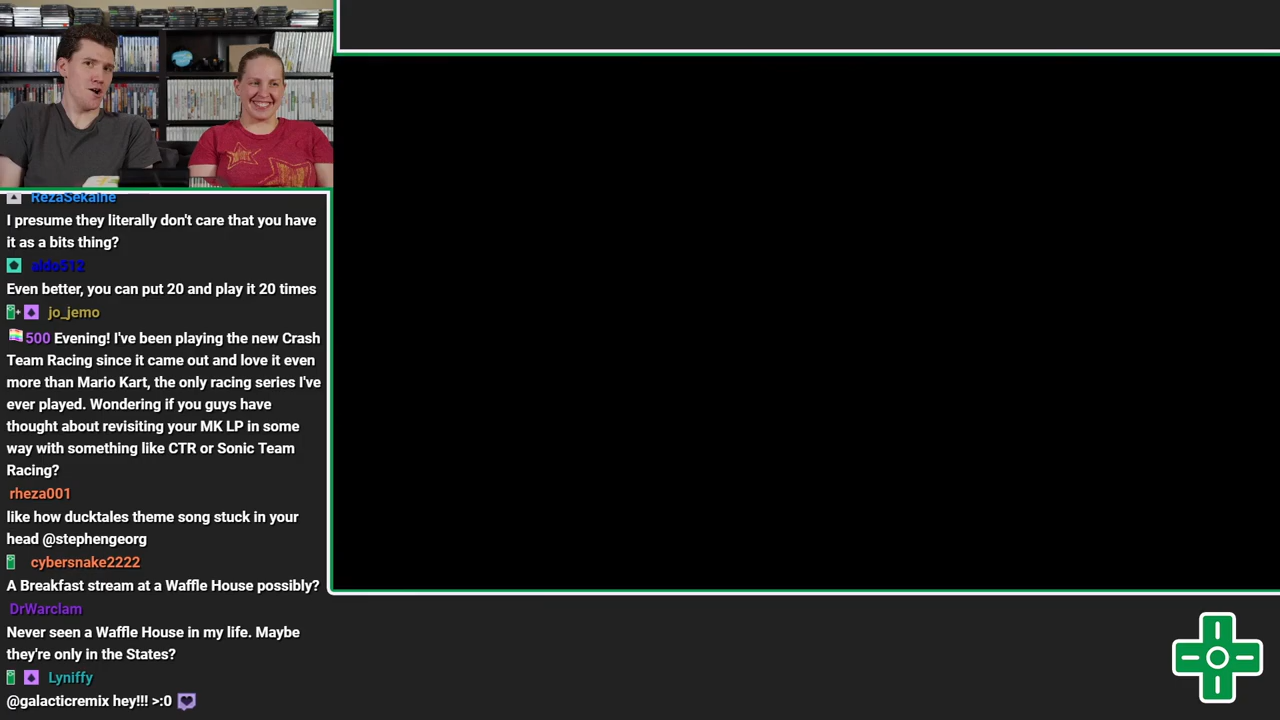 RezaSekaine
I presume they literally don't care that you have
it as a bits thing?
aldo512
Even better, you can put 20 and play it 20 times
jo_jemo
500 Evening! I've been playing the new Crash
Team Racing since it came out and love it even
more than Mario Kart, the only racing series I've
ever played. Wondering if you guys have
thought about revisiting your MK LP in some
way with something like CTR or Sonic Team
Racing?
rheza001
like how ducktales theme song stuck in your
head @stephengeorg
cybersnake2222
A Breakfast stream at a Waffle House possibly?
DrWarclam
Never seen a Waffle House in my life. Maybe
they're only in the States?
Lyniffy
@galacticremix hey!!! >:0